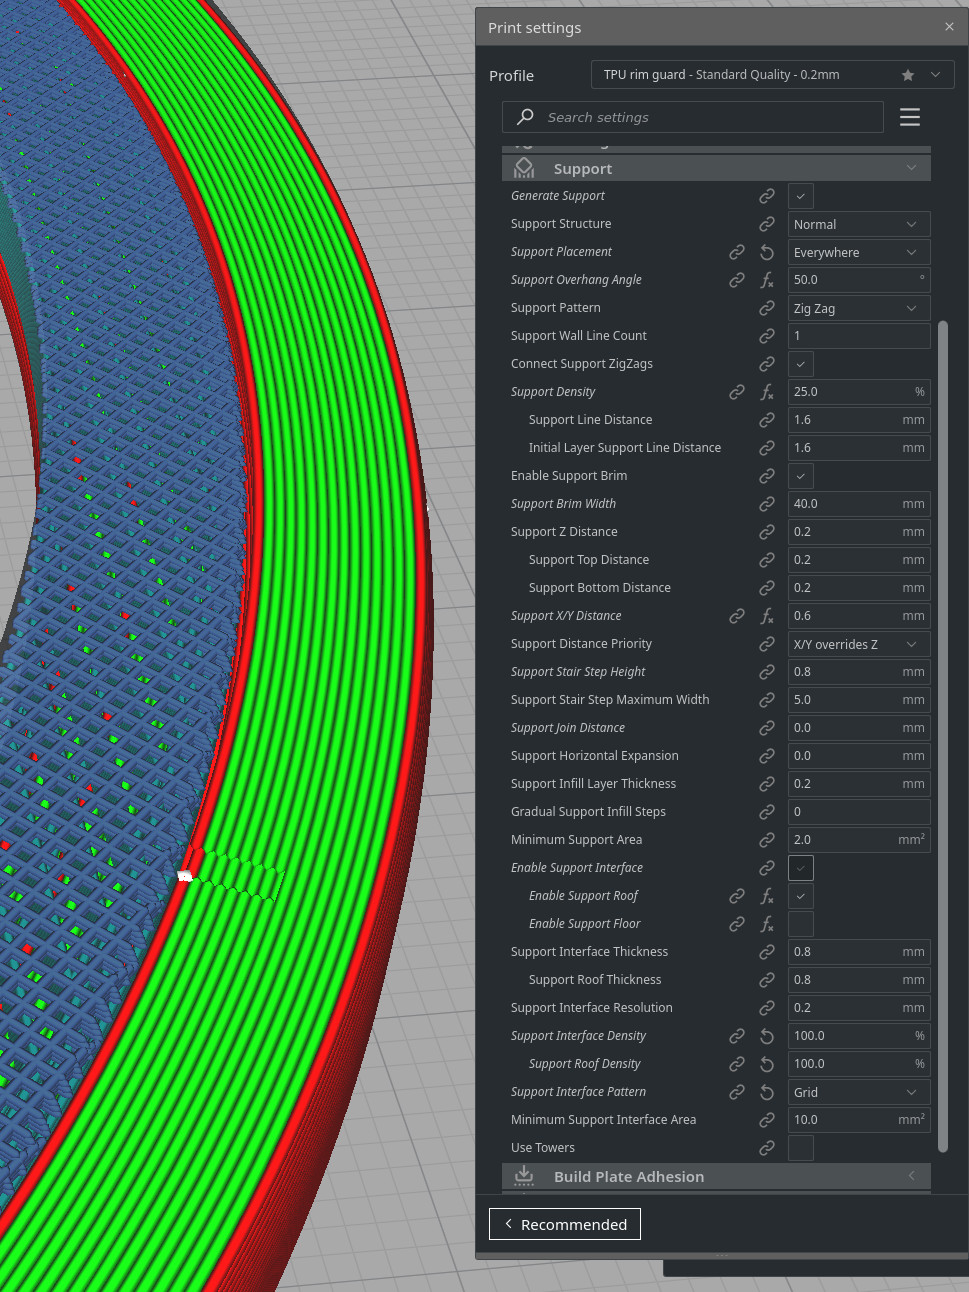 Print settings
×
Profile
TPU rim guard - Standard Quality - 0.2mm
Search settings
Support
Generate Support
Support Structure Normal
Support Placement Everywhere
Support Overhang Angle fx 50.0 °
Support Pattern Zig Zag
Support Wall Line Count 1
Connect Support ZigZags
Support Density fx 25.0 %
Support Line Distance 1.6 mm
Initial Layer Support Line Distance 1.6 mm
Enable Support Brim
Support Brim Width 40.0 mm
Support Z Distance 0.2 mm
Support Top Distance 0.2 mm
Support Bottom Distance 0.2 mm
Support X/Y Distance fx 0.6 mm
Support Distance Priority X/Y overrides Z
Support Stair Step Height 0.8 mm
Support Stair Step Maximum Width 5.0 mm
Support Join Distance 0.0 mm
Support Horizontal Expansion 0.0 mm
Support Infill Layer Thickness 0.2 mm
Gradual Support Infill Steps 0
Minimum Support Area 2.0 mm²
Enable Support Interface
Enable Support Roof fx
Enable Support Floor fx
Support Interface Thickness 0.8 mm
Support Roof Thickness 0.8 mm
Support Interface Resolution 0.2 mm
Support Interface Density 100.0 %
Support Roof Density 100.0 %
Support Interface Pattern Grid
Minimum Support Interface Area 10.0 mm²
Use Towers
Build Plate Adhesion
Recommended